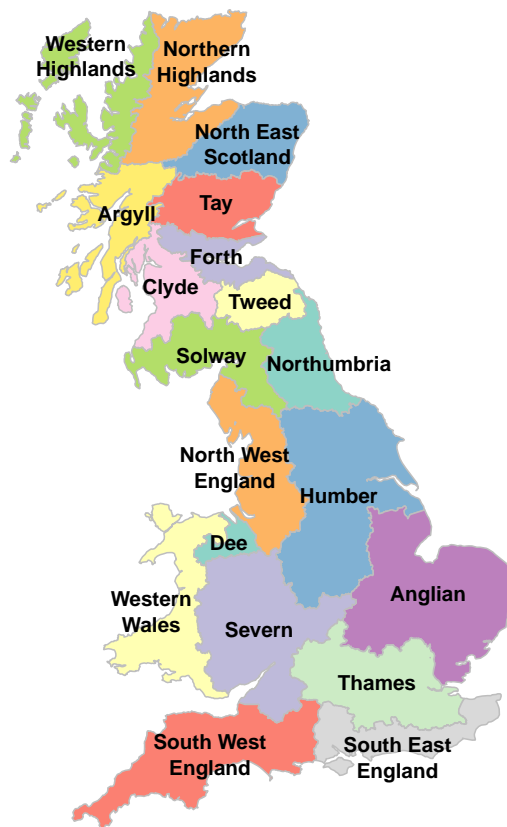 Western
Highlands
Northern
Highlands
North East
Scotland
Argyll
Tay
Forth
Clyde
Tweed
Solway
Northumbria
North West
England
Humber
Dee
Western
Wales
Severn
Anglian
Thames
South West
England
South East
England